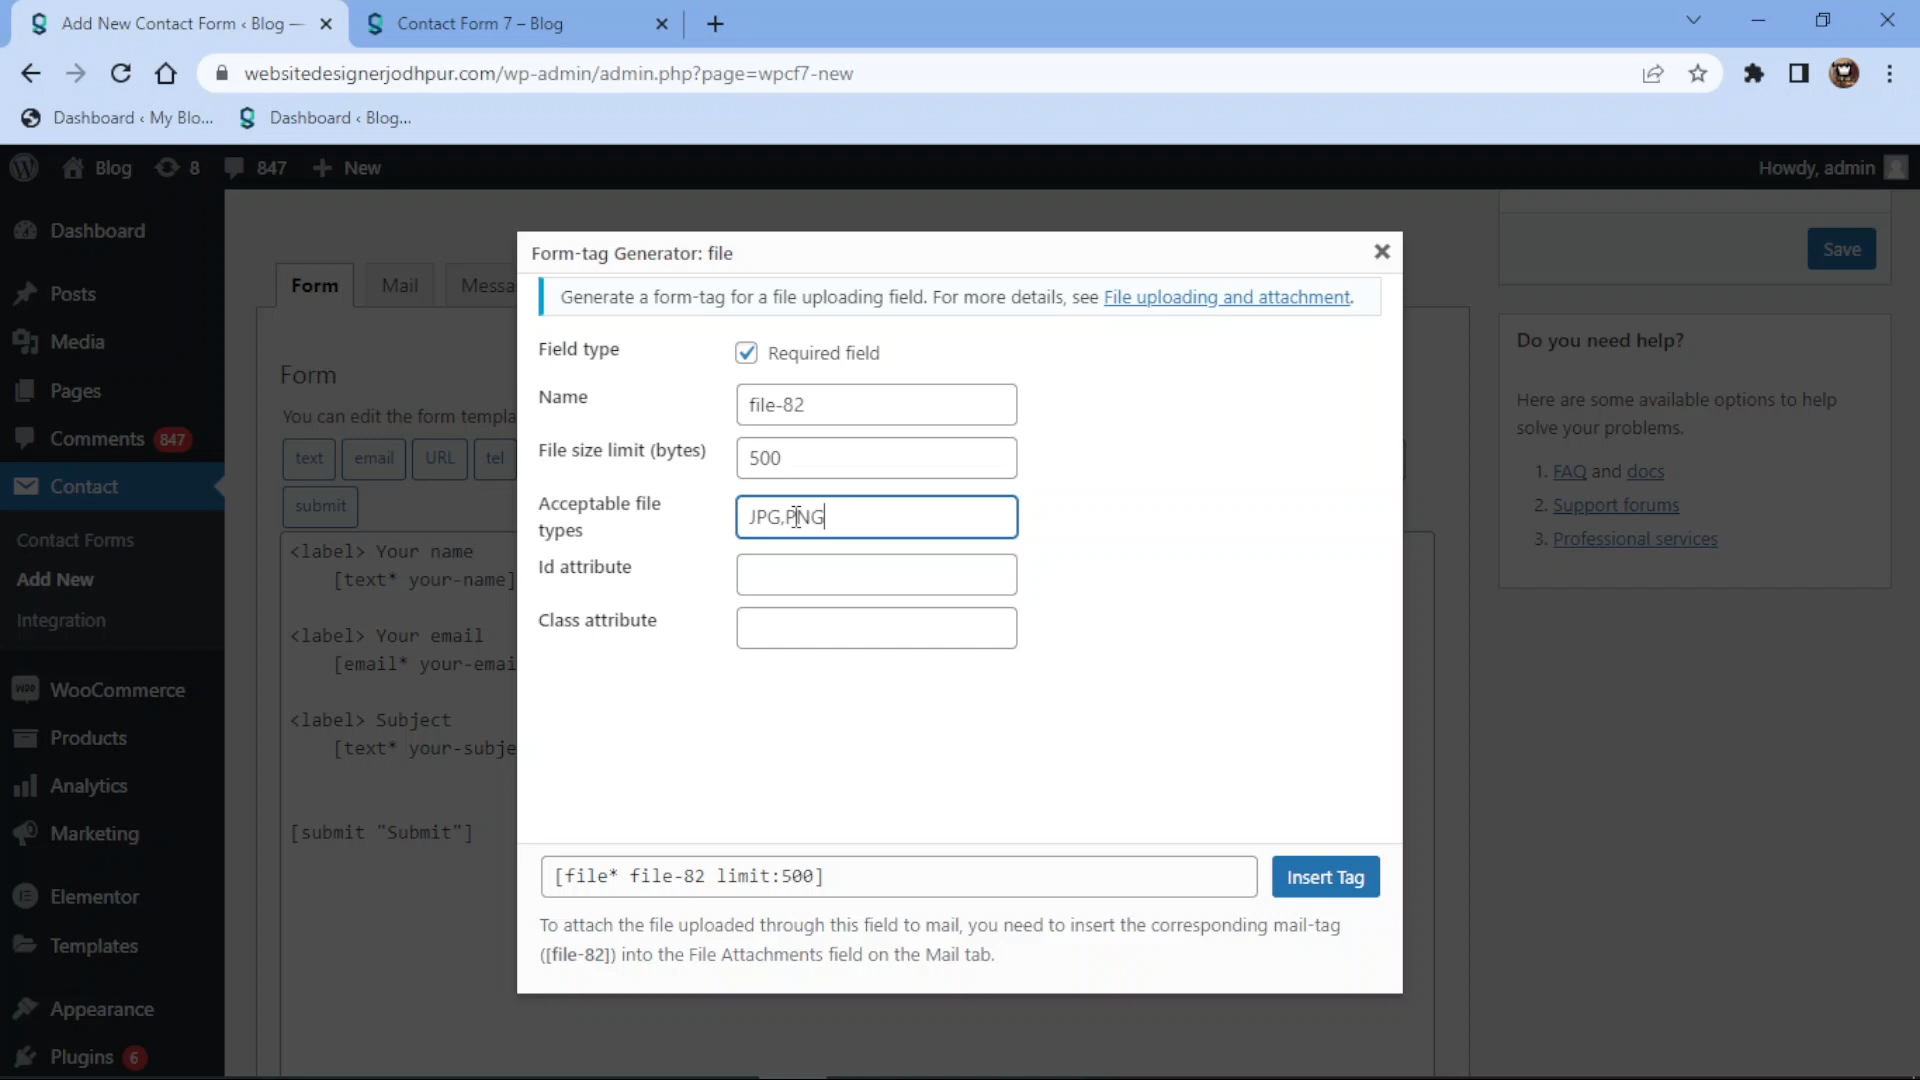 Add New Contact Form ‹ Blog —
Contact Form 7 – Blog
websitedesignerjodhpur.com/wp-admin/admin.php?page=wpcf7-new
Dashboard ‹ My Blo...
Dashboard ‹ Blog...
Blog
8
847
New
Howdy, admin
Dashboard
Posts
Media
Pages
Comments 847
Contact
Contact Forms
Add New
Integration
WooCommerce
Products
Analytics
Marketing
Elementor
Templates
Appearance
Plugins 6
Form
Mail
Messa
Form
You can edit the form templa
text
email
URL
tel
submit
<label> Your name
[text* your-name]
<label> Your email
[email* your-emai
<label> Subject
[text* your-subje
[submit "Submit"]
Form-tag Generator: file
Generate a form-tag for a file uploading field. For more details, see File uploading and attachment.
Field type
Required field
Name
file-82
File size limit (bytes)
500
Acceptable file
types
JPG,PNG
Id attribute
Class attribute
[file* file-82 limit:500]
Insert Tag
To attach the file uploaded through this field to mail, you need to insert the corresponding mail-tag
([file-82]) into the File Attachments field on the Mail tab.
Save
Do you need help?
Here are some available options to help
solve your problems.
1. FAQ and docs
2. Support forums
3. Professional services